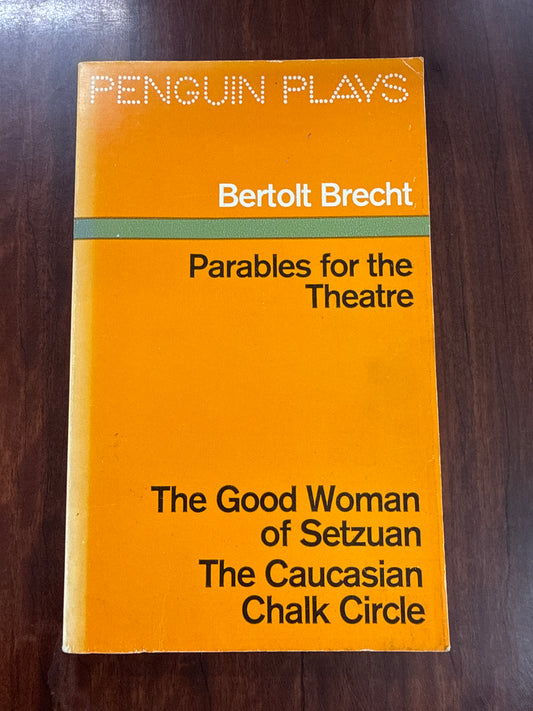 PENGUIN PLAYS
Bertolt Brecht
Parables for the
Theatre
The Good Woman
of Setzuan
The Caucasian
Chalk Circle